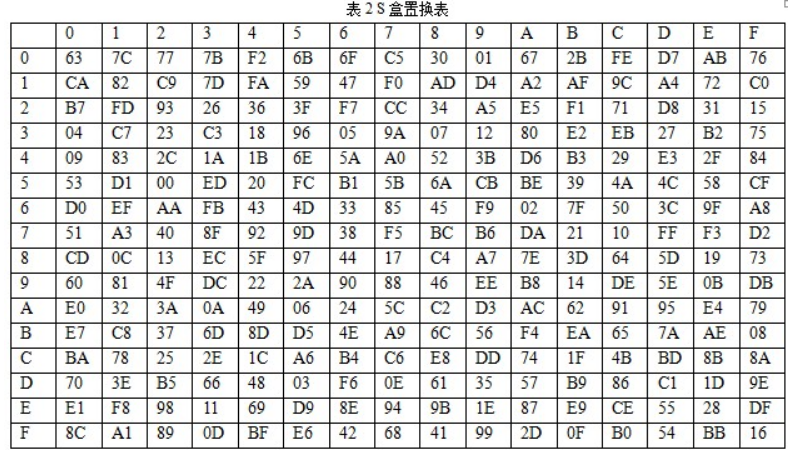 表 2 S 盒置换表
0 1 2 3 4 5 6 7 8 9 A B C D E F
0 63 7C 77 7B F2 6B 6F C5 30 01 67 2B FE D7 AB 76
1 CA 82 C9 7D FA 59 47 F0 AD D4 A2 AF 9C A4 72 C0
2 B7 FD 93 26 36 3F F7 CC 34 A5 E5 F1 71 D8 31 15
3 04 C7 23 C3 18 96 05 9A 07 12 80 E2 EB 27 B2 75
4 09 83 2C 1A 1B 6E 5A A0 52 3B D6 B3 29 E3 2F 84
5 53 D1 00 ED 20 FC B1 5B 6A CB BE 39 4A 4C 58 CF
6 D0 EF AA FB 43 4D 33 85 45 F9 02 7F 50 3C 9F A8
7 51 A3 40 8F 92 9D 38 F5 BC B6 DA 21 10 FF F3 D2
8 CD 0C 13 EC 5F 97 44 17 C4 A7 7E 3D 64 5D 19 73
9 60 81 4F DC 22 2A 90 88 46 EE B8 14 DE 5E 0B DB
A E0 32 3A 0A 49 06 24 5C C2 D3 AC 62 91 95 E4 79
B E7 C8 37 6D 8D D5 4E A9 6C 56 F4 EA 65 7A AE 08
C BA 78 25 2E 1C A6 B4 C6 E8 DD 74 1F 4B BD 8B 8A
D 70 3E B5 66 48 03 F6 0E 61 35 57 B9 86 C1 1D 9E
E E1 F8 98 11 69 D9 8E 94 9B 1E 87 E9 CE 55 28 DF
F 8C A1 89 0D BF E6 42 68 41 99 2D 0F B0 54 BB 16